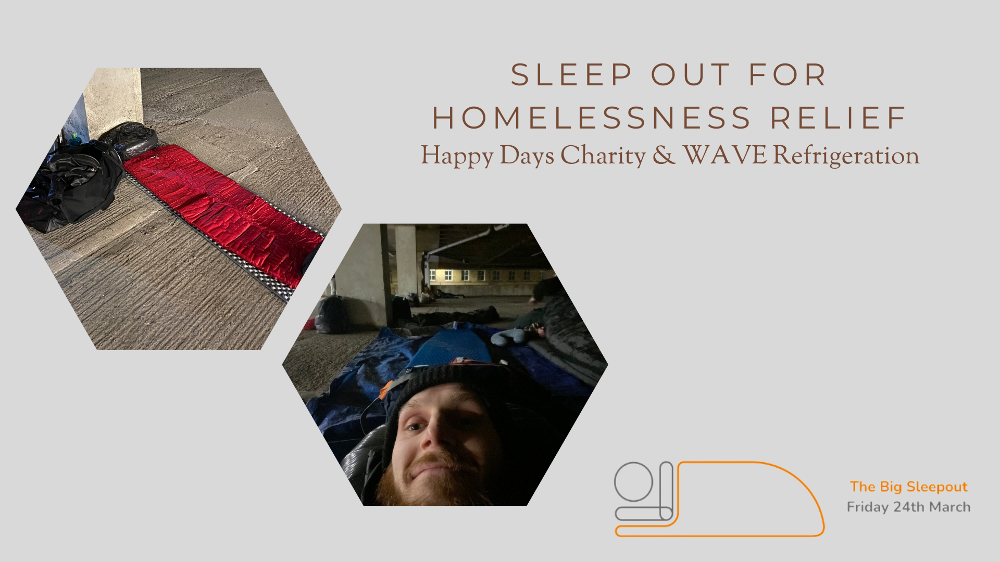 SLEEP OUT FOR
HOMELESSNESS RELIEF
Happy Days Charity & WAVE Refrigeration
The Big Sleepout
Friday 24th March